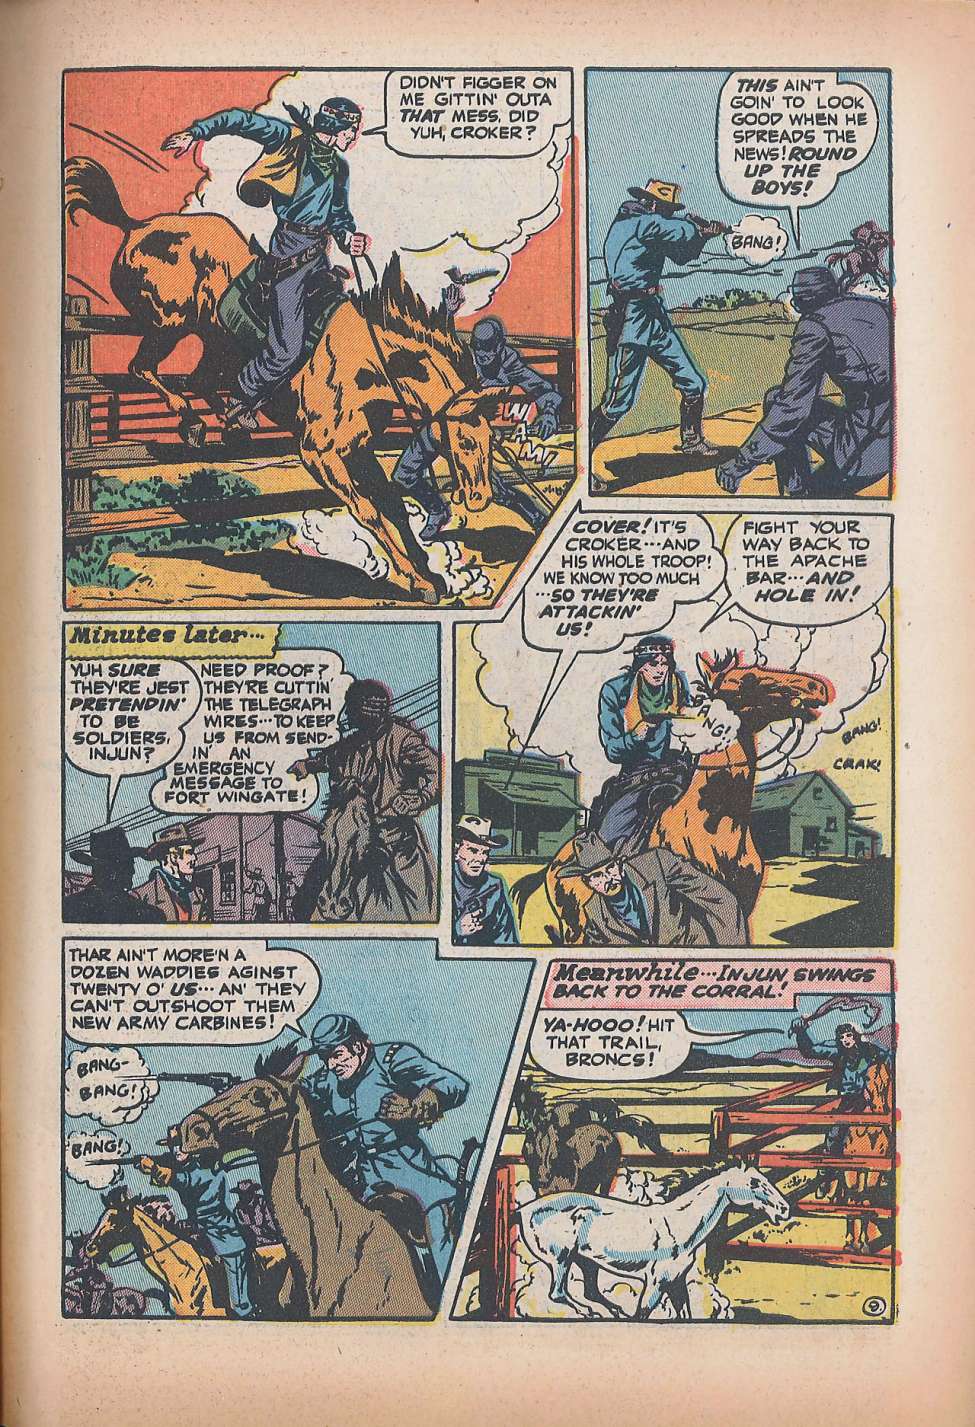 DIDN'T FIGGER ON
ME GITTIN' OUTA
THAT MESS, DID
YUH, CROKER?
WHAM!
THIS AIN'T
GOIN' TO LOOK
GOOD WHEN HE
SPREADS THE
NEWS! ROUND
UP THE
BOYS!
BANG!
Minutes later...
YUH SURE
THEY'RE JEST
PRETENDIN'
TO BE
SOLDIERS,
INJUN?
NEED PROOF?
THEY'RE CUTTIN'
THE TELEGRAPH
WIRES...TO KEEP
US FROM SEND-
IN' AN
EMERGENCY
MESSAGE TO
FORT WINGATE!
COVER! IT'S
CROKER...AND
HIS WHOLE TROOP!
WE KNOW TOO MUCH
...SO THEY'RE
ATTACKIN'
US!
FIGHT YOUR
WAY BACK TO
THE APACHE
BAR...AND
HOLE IN!
BANG!
BANG!
CRAK!
THAR AIN'T MORE'N A
DOZEN WADDIES AGINST
TWENTY O' US...AN' THEY
CAN'T OUTSHOOT THEM
NEW ARMY CARBINES!
BANG-
BANG!
BANG!
Meanwhile...INJUN SWINGS
BACK TO THE CORRAL!
YA-HOOO! HIT
THAT TRAIL,
BRONCS!
9